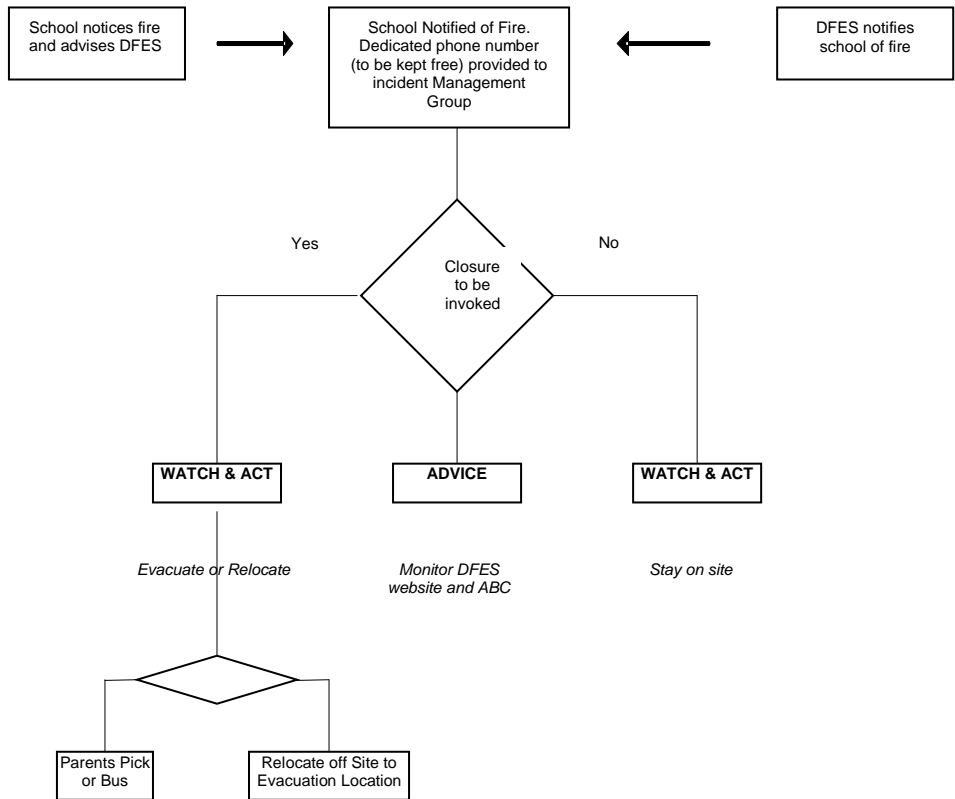 School notices fire
and advises DFES
School Notified of Fire.
Dedicated phone number
(to be kept free) provided to
incident Management
Group
DFES notifies
school of fire
Yes
No
Closure
to be
invoked
WATCH & ACT
ADVICE
WATCH & ACT
Evacuate or Relocate
Monitor DFES
website and ABC
Stay on site
Parents Pick
or Bus
Relocate off Site to
Evacuation Location